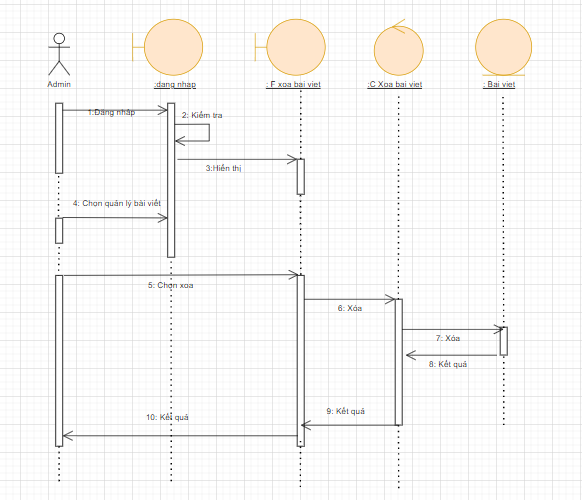 Admin
:dang nhap
: F xoa bai viet
:C Xoa bai viet
: Bai viet
1:Đăng nhâp
2: Kiểm tra
3:Hiển thị
4: Chọn quản lý bài viết
5: Chọn xoa
6: Xóa
7: Xóa
8: Kết quả
9: Kết quả
10: Kết quả